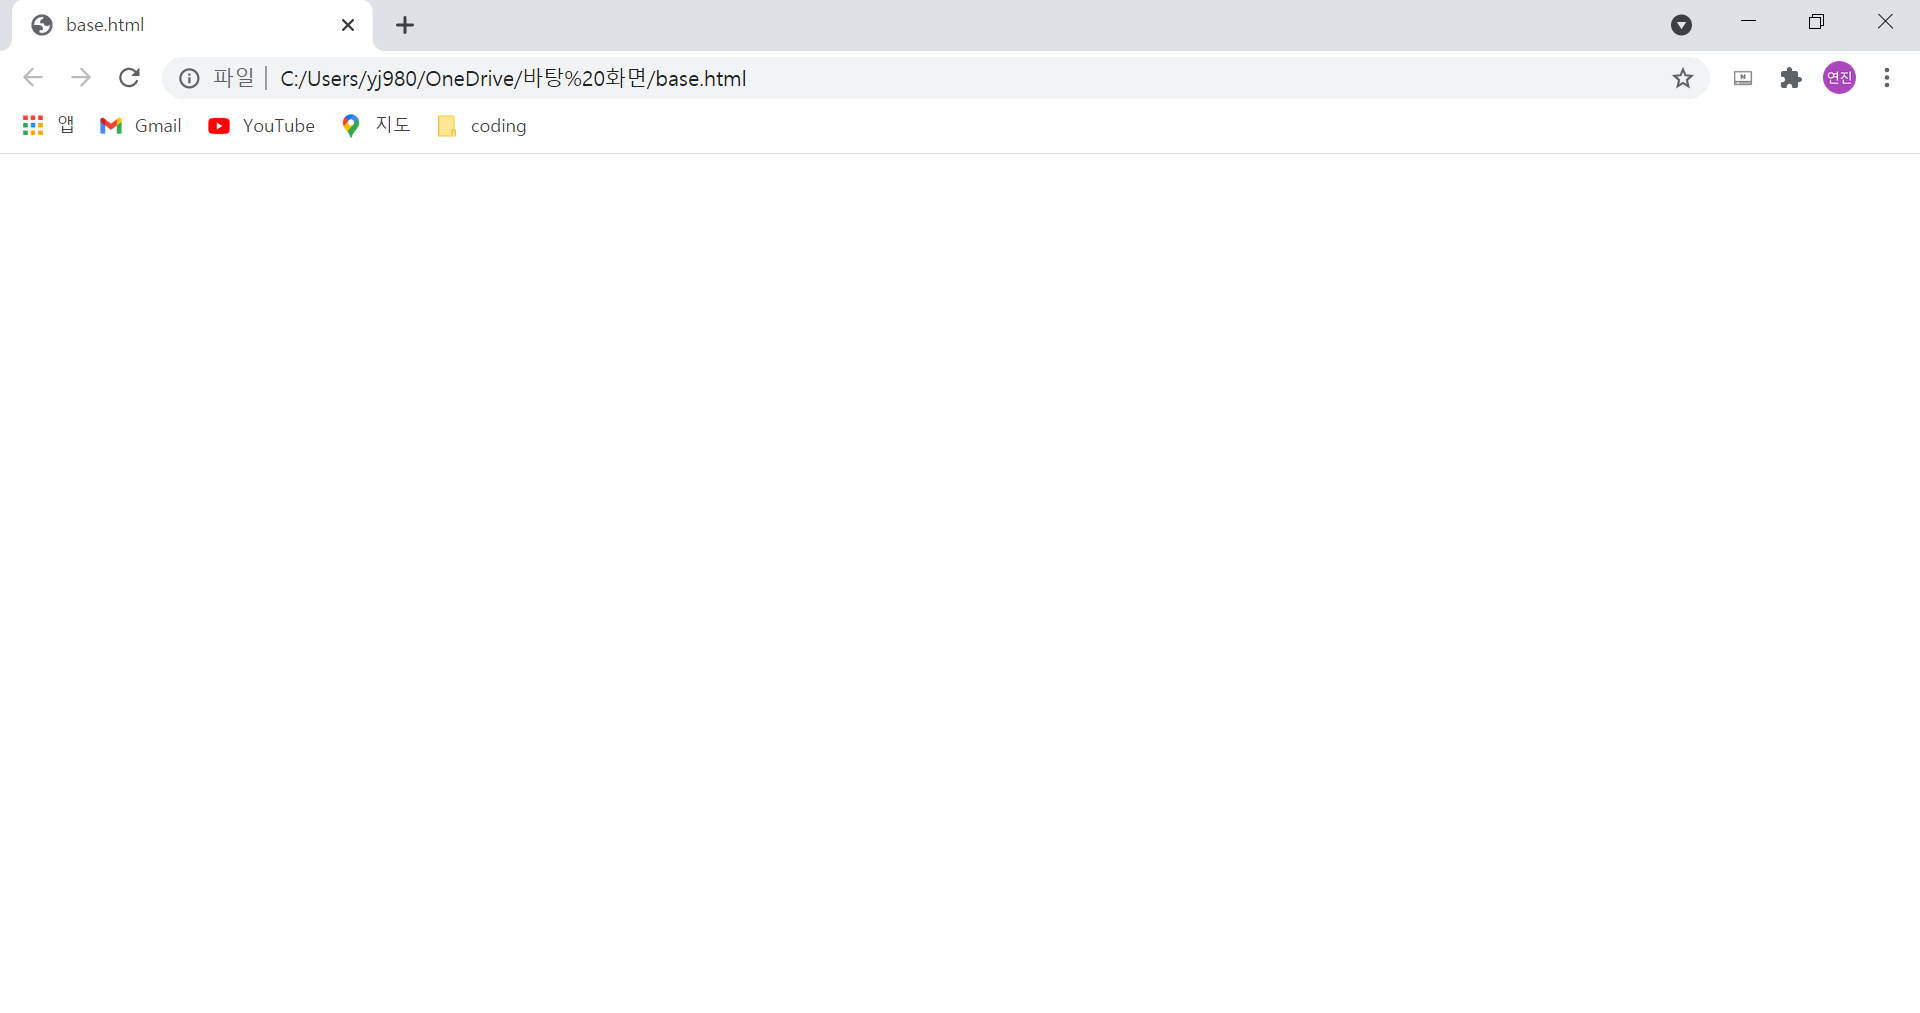 base.html
파일 C:/Users/yj980/OneDrive/바탕%20화면/base.html
N
연진
앱 Gmail YouTube 지도 coding